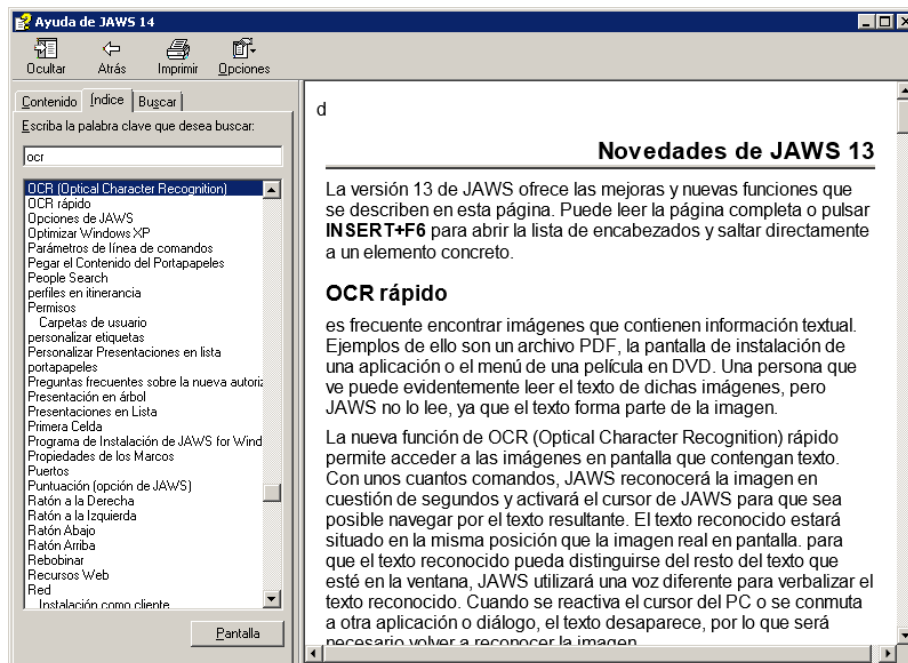 Ayuda de JAWS 14
Ocultar Atrás Imprimir Opciones
Contenido Índice Buscar
Escriba la palabra clave que desea buscar:
ocr
OCR (Optical Character Recognition)
OCR rápido
Opciones de JAWS
Optimizar Windows XP
Parámetros de línea de comandos
Pegar el Contenido del Portapapeles
People Search
perfiles en itinerancia
Permisos
Carpetas de usuario
personalizar etiquetas
Personalizar Presentaciones en lista
portapapeles
Preguntas frecuentes sobre la nueva autoriz
Presentación en árbol
Presentaciones en Lista
Primera Celda
Programa de Instalación de JAWS for Wind
Propiedades de los Marcos
Puertos
Puntuación (opción de JAWS)
Ratón a la Derecha
Ratón a la Izquierda
Ratón Abajo
Ratón Arriba
Rebobinar
Recursos Web
Red
Instalación como cliente
Pantalla
d
Novedades de JAWS 13
La versión 13 de JAWS ofrece las mejoras y nuevas funciones que
se describen en esta página. Puede leer la página completa o pulsar
INSERT+F6 para abrir la lista de encabezados y saltar directamente
a un elemento concreto.
OCR rápido
es frecuente encontrar imágenes que contienen información textual.
Ejemplos de ello son un archivo PDF, la pantalla de instalación de
una aplicación o el menú de una película en DVD. Una persona que
ve puede evidentemente leer el texto de dichas imágenes, pero
JAWS no lo lee, ya que el texto forma parte de la imagen.
La nueva función de OCR (Optical Character Recognition) rápido
permite acceder a las imágenes en pantalla que contengan texto.
Con unos cuantos comandos, JAWS reconocerá la imagen en
cuestión de segundos y activará el cursor de JAWS para que sea
posible navegar por el texto resultante. El texto reconocido estará
situado en la misma posición que la imagen real en pantalla. para
que el texto reconocido pueda distinguirse del resto del texto que
esté en la ventana, JAWS utilizará una voz diferente para verbalizar el
texto reconocido. Cuando se reactiva el cursor del PC o se conmuta
a otra aplicación o diálogo, el texto desaparece, por lo que será
necesario volver a reconocer la imagen